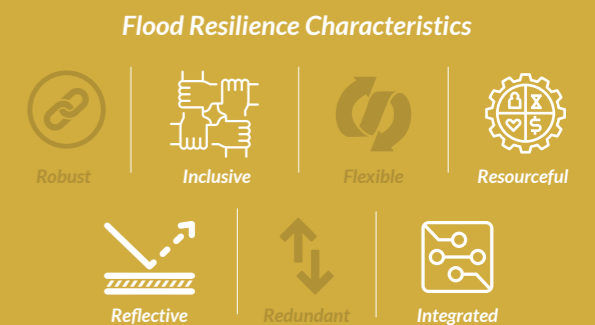 Flood Resilience Characteristics
Robust
Inclusive
Flexible
Resourceful
Reflective
Redundant
Integrated